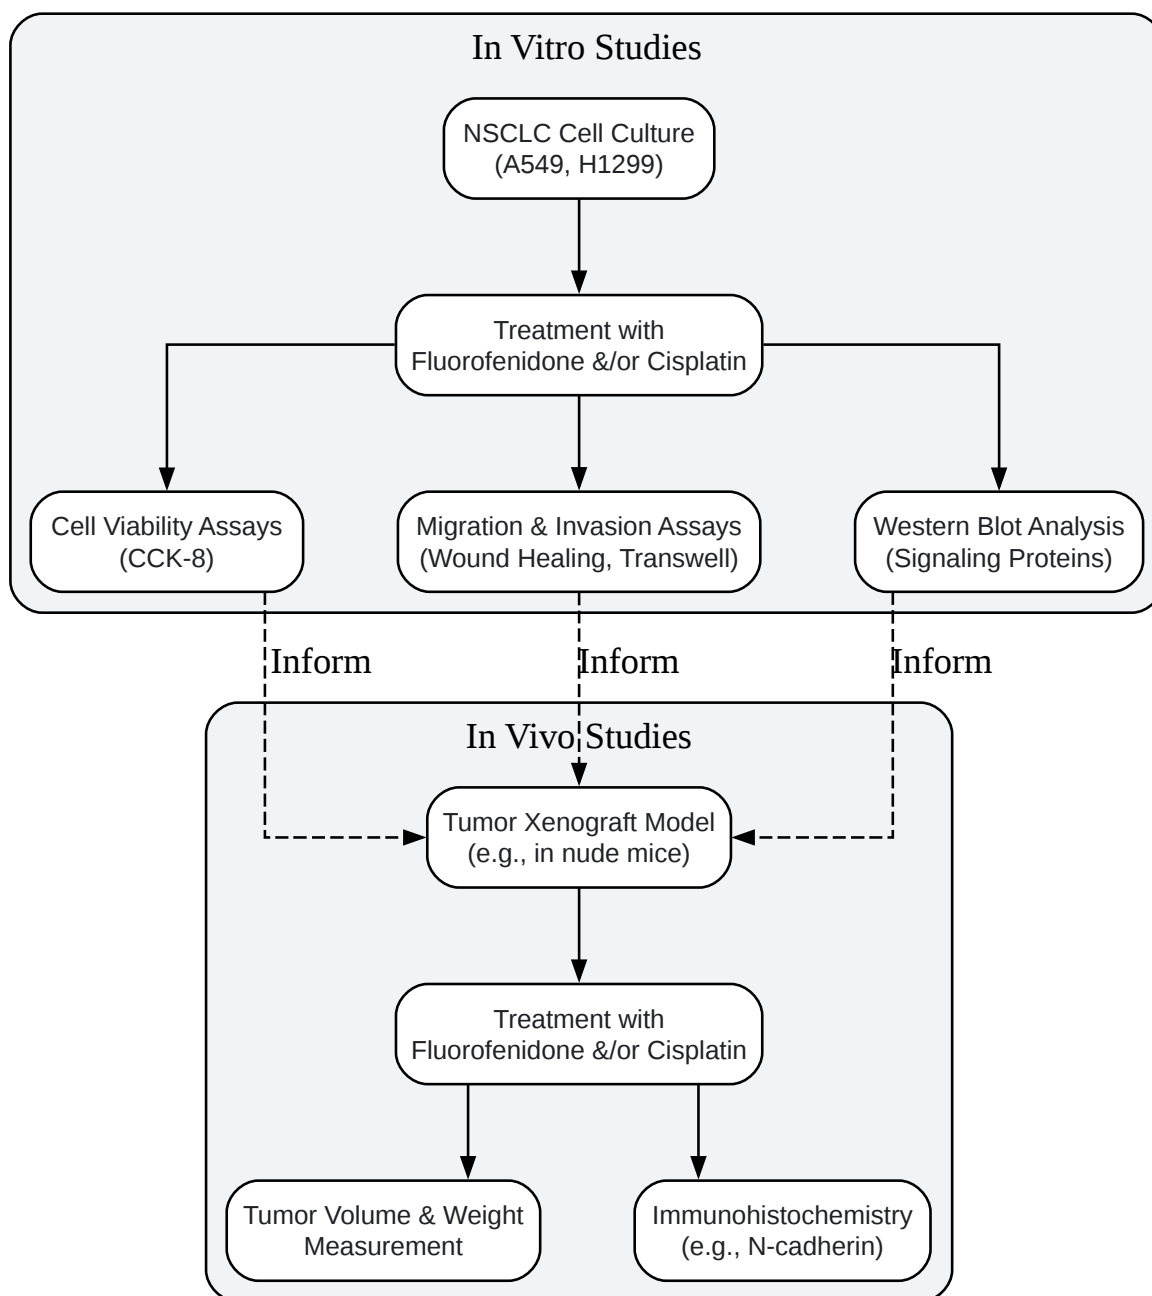 In Vitro Studies
NSCLC Cell Culture
(A549, H1299)
Treatment with
Fluorofenidone &/or Cisplatin
Cell Viability Assays
(CCK-8)
Migration & Invasion Assays
(Wound Healing, Transwell)
Western Blot Analysis
(Signaling Proteins)
Inform
Inform
Inform
In Vivo Studies
Tumor Xenograft Model
(e.g., in nude mice)
Treatment with
Fluorofenidone &/or Cisplatin
Tumor Volume & Weight
Measurement
Immunohistochemistry
(e.g., N-cadherin)